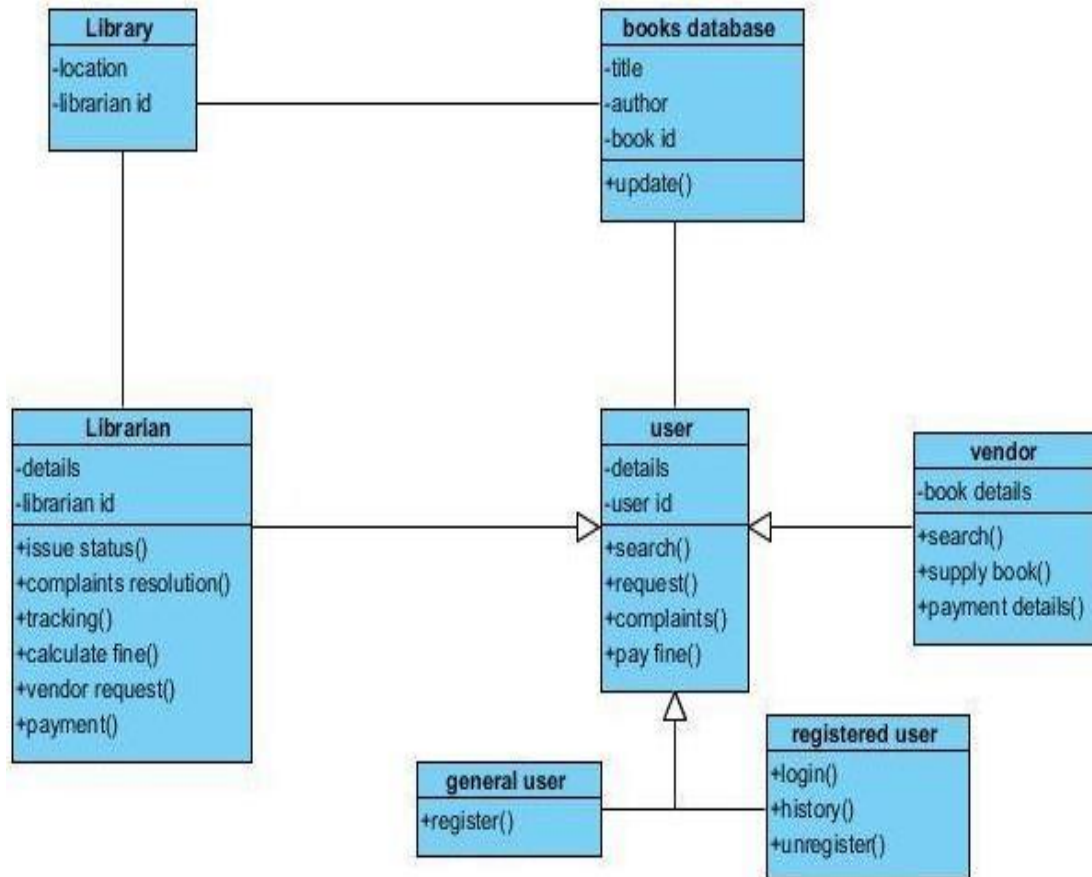 Library
-location
-librarian id
books database
-title
-author
-book id
+update()
Librarian
-details
-librarian id
+issue status()
+complaints resolution()
+tracking()
+calculate fine()
+vendor request()
+payment()
user
-details
-user id
+search()
+request()
+complaints()
+pay fine()
vendor
-book details
+search()
+supply book()
+payment details()
general user
+register()
registered user
+login()
+history()
+unregister()